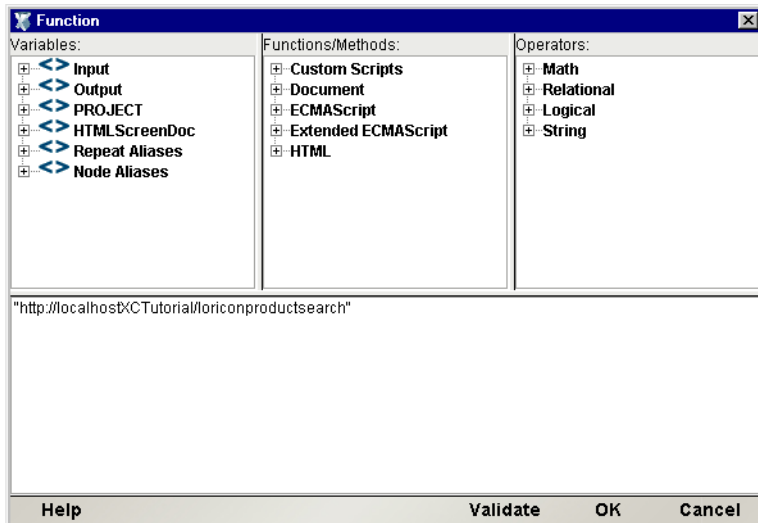 Function
Variables:
Input
Output
PROJECT
HTMLScreenDoc
Repeat Aliases
Node Aliases
Functions/Methods:
Custom Scripts
Document
ECMAScript
Extended ECMAScript
HTML
Operators:
Math
Relational
Logical
String
"http://localhostXCTutorial/loriconproductsearch"
Help
Validate
OK
Cancel